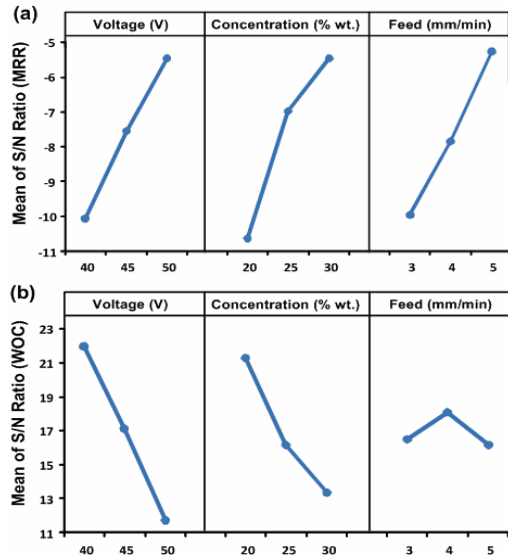 (a)
Voltage (V) Concentration (% wt.) Feed (mm/min)
Mean of S/N Ratio (MRR)
-5
-6
-7
-8
-9
-10
-11
40 45 50 20 25 30 3 4 5
(b)
Voltage (V) Concentration (% wt.) Feed (mm/min)
Mean of S/N Ratio (WOC)
23
21
19
17
15
13
11
40 45 50 20 25 30 3 4 5